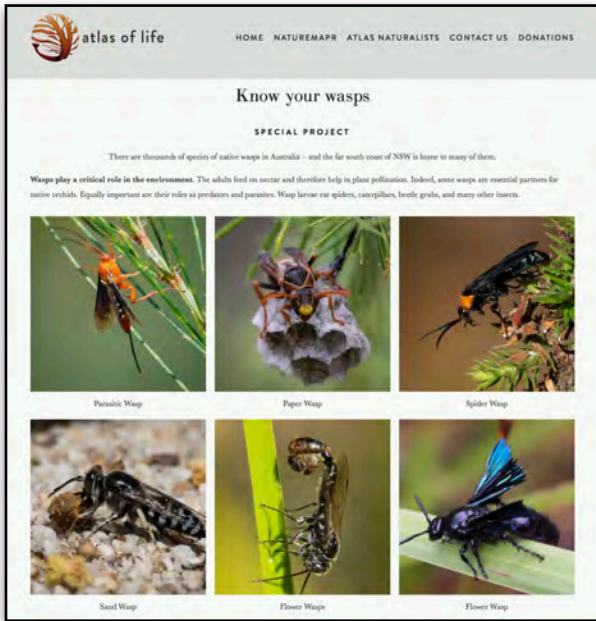 atlas of life
HOME NATUREMAPR ATLAS NATURALISTS CONTACT US DONATIONS
Know your wasps
SPECIAL PROJECT
There are thousands of species of native wasps in Australia – and the far south coast of NSW is home to many of them.
Wasps play a critical role in the environment. The adults feed on nectar and therefore help in plant pollination. Indeed, some wasps are essential partners for
native orchids. Equally important are their roles as predators and parasites. Wasp larvae eat spiders, caterpillars, beetle grubs, and many other insects.
Parasitic Wasp
Paper Wasp
Spider Wasp
Sand Wasp
Flower Wasps
Flower Wasp